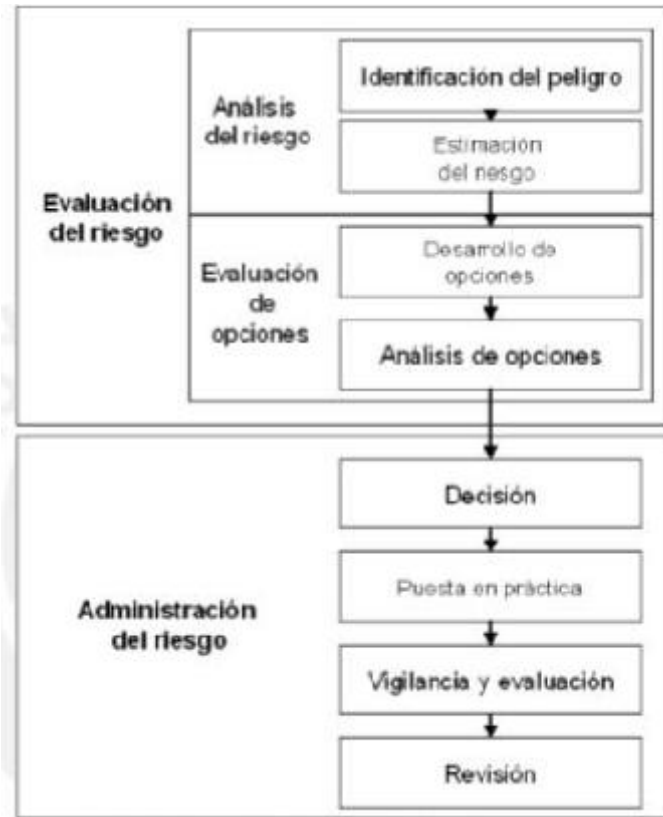 Identificación del peligro
Análisis
del riesgo
Estimación
del riesgo
Evaluación
del riesgo
Evaluación
de
opciones
Desarrollo de
opciones
Análisis de opciones
Decisión
Puesta en práctica
Administración
del riesgo
Vigilancia y evaluación
Revisión